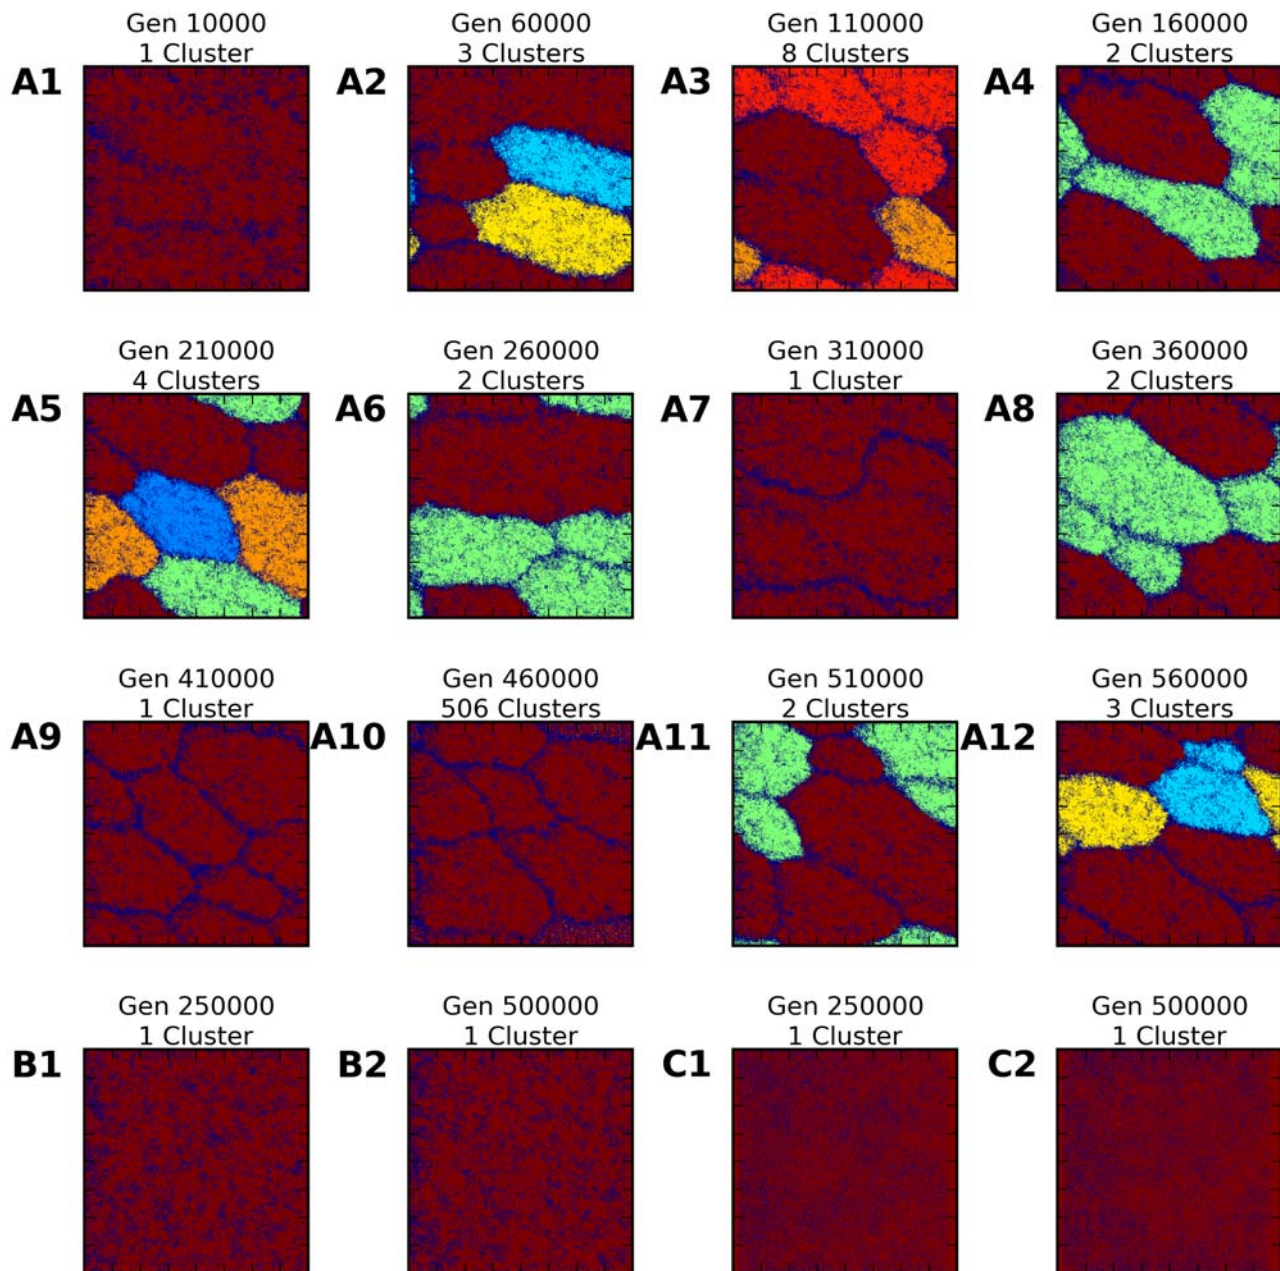 Gen 10000
1 Cluster
A1
Gen 60000
3 Clusters
A2
Gen 110000
8 Clusters
A3
Gen 160000
2 Clusters
A4
Gen 210000
4 Clusters
A5
Gen 260000
2 Clusters
A6
Gen 310000
1 Cluster
A7
Gen 360000
2 Clusters
A8
Gen 410000
1 Cluster
A9
Gen 460000
506 Clusters
A10
Gen 510000
2 Clusters
A11
Gen 560000
3 Clusters
A12
Gen 250000
1 Cluster
B1
Gen 500000
1 Cluster
B2
Gen 250000
1 Cluster
C1
Gen 500000
1 Cluster
C2